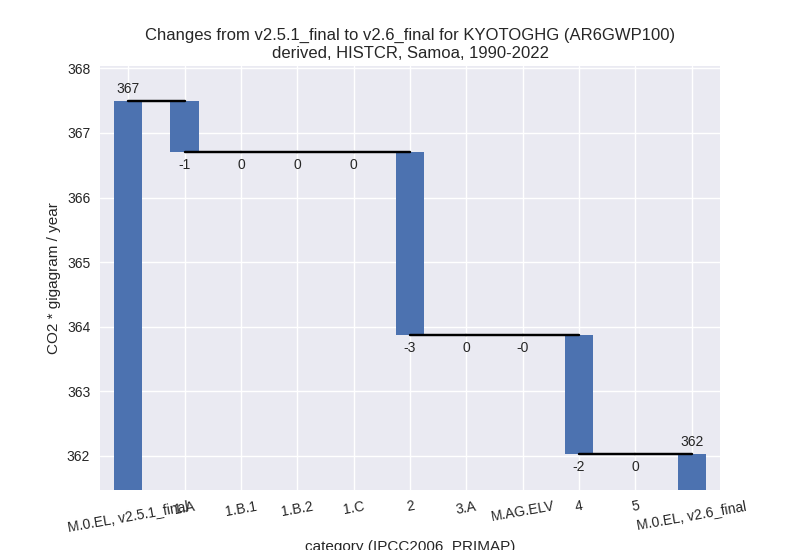 Changes from v2.5.1_final to v2.6_final for KYOTOGHG (AR6GWP100)
derived, HISTCR, Samoa, 1990-2022
CO2 * gigagram / year
368
367
366
365
364
363
362
367
-1
0
0
0
-3
0
-0
-2
0
362
M.0.EL, v2.5.1_final
1.A
1.B.1
1.B.2
1.C
2
3.A
M.AG.ELV
4
5
M.0.EL, v2.6_final
category (IPCC2006_PRIMAP)